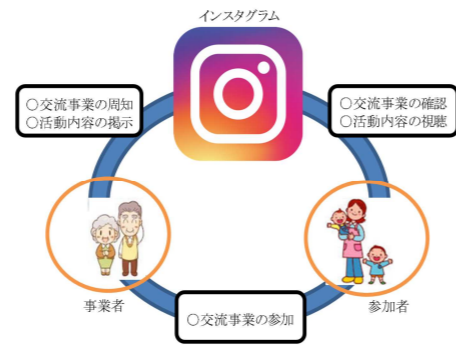 インスタグラム
○交流事業の周知
○活動内容の掲示
○交流事業の確認
○活動内容の視聴
事業者
参加者
○交流事業の参加